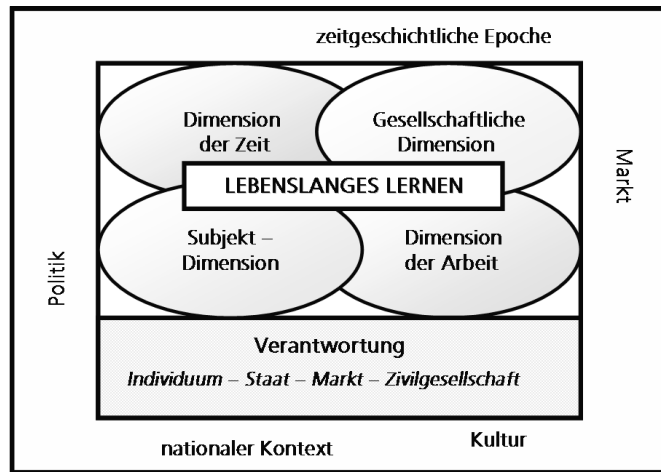 zeitgeschichtliche Epoche
Dimension
der Zeit
Gesellschaftliche
Dimension
LEBENSLANGES LERNEN
Subjekt –
Dimension
Dimension
der Arbeit
Politik
Markt
Verantwortung
Individuum – Staat – Markt – Zivilgesellschaft
nationaler Kontext
Kultur